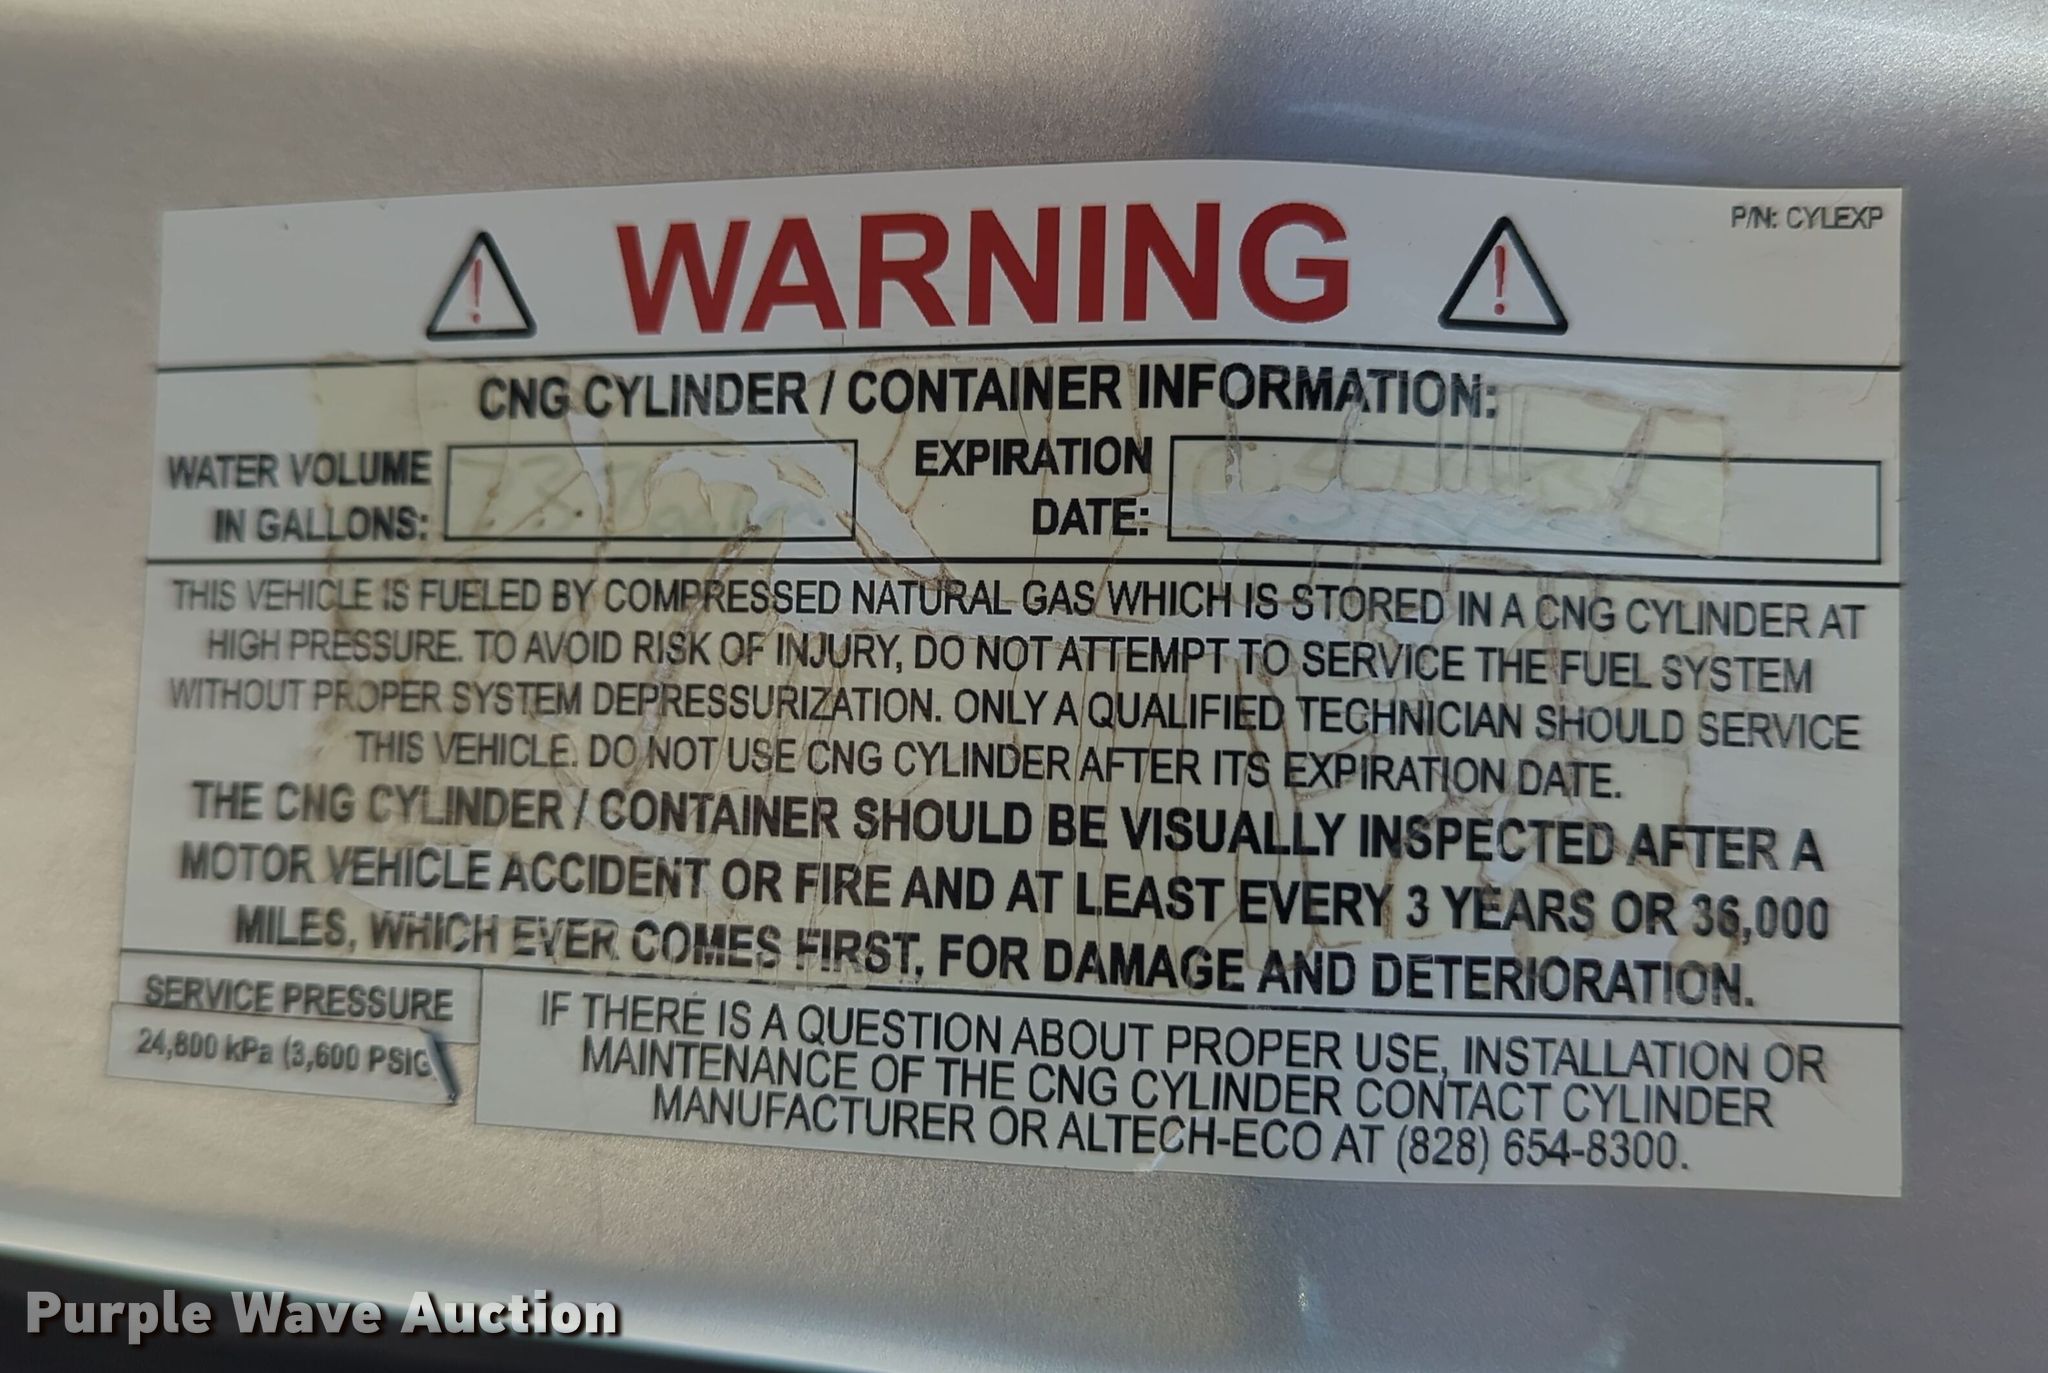 P/N: CYLEXP
WARNING
CNG CYLINDER / CONTAINER INFORMATION:
WATER VOLUME
IN GALLONS:
EXPIRATION
DATE:
THIS VEHICLE IS FUELED BY COMPRESSED NATURAL GAS WHICH IS STORED IN A CNG CYLINDER AT
HIGH PRESSURE. TO AVOID RISK OF INJURY, DO NOT ATTEMPT TO SERVICE THE FUEL SYSTEM
WITHOUT PROPER SYSTEM DEPRESSURIZATION. ONLY A QUALIFIED TECHNICIAN SHOULD SERVICE
THIS VEHICLE. DO NOT USE CNG CYLINDER AFTER ITS EXPIRATION DATE.
THE CNG CYLINDER / CONTAINER SHOULD BE VISUALLY INSPECTED AFTER A
MOTOR VEHICLE ACCIDENT OR FIRE AND AT LEAST EVERY 3 YEARS OR 36,000
MILES, WHICH EVER COMES FIRST, FOR DAMAGE AND DETERIORATION.
SERVICE PRESSURE
24,800 kPa (3,600 PSIG
IF THERE IS A QUESTION ABOUT PROPER USE, INSTALLATION OR
MAINTENANCE OF THE CNG CYLINDER CONTACT CYLINDER
MANUFACTURER OR ALTECH-ECO AT (828) 654-8300.
Purple Wave Auction